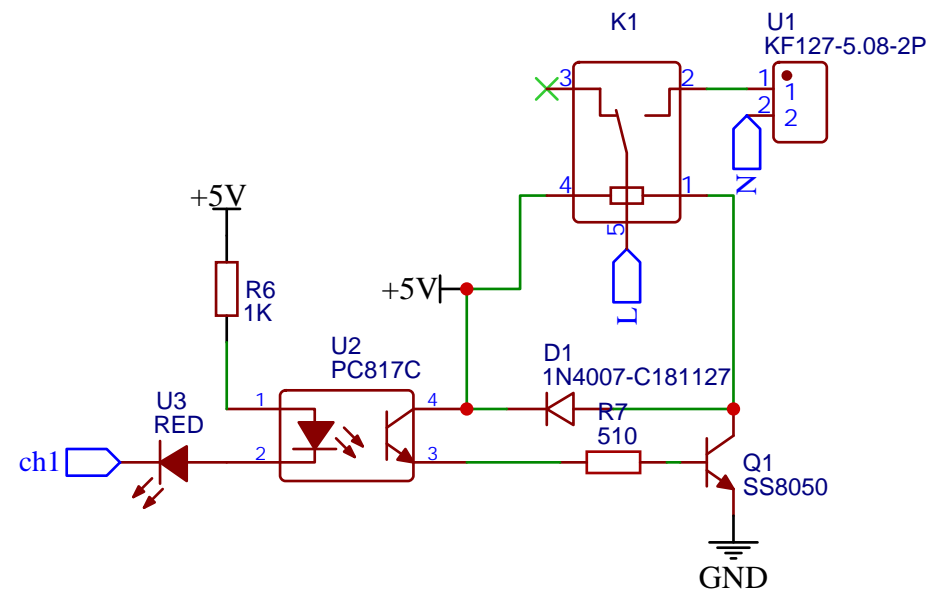 K1
U1
KF127-5.08-2P
3
2
1
1
2
2
N
4
1
5
L
+5V
R6
1K
+5V
U2
PC817C
D1
1N4007-C181127
U3
RED
1
4
R7
510
ch1
2
3
Q1
SS8050
GND